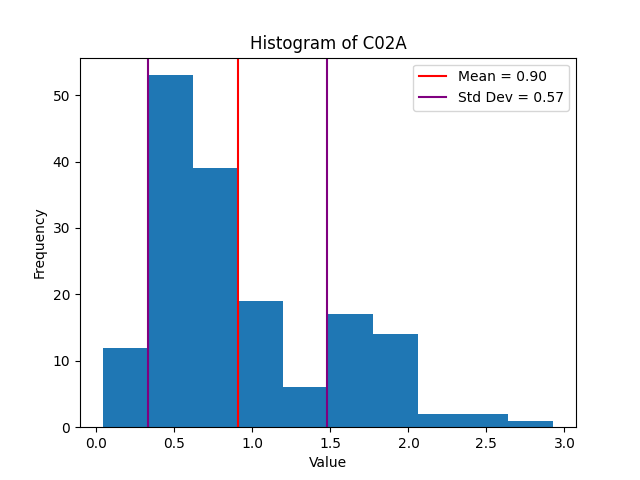 Histogram of C02A
Mean = 0.90
Std Dev = 0.57
Frequency
50
40
30
20
10
0
0.0 0.5 1.0 1.5 2.0 2.5 3.0
Value